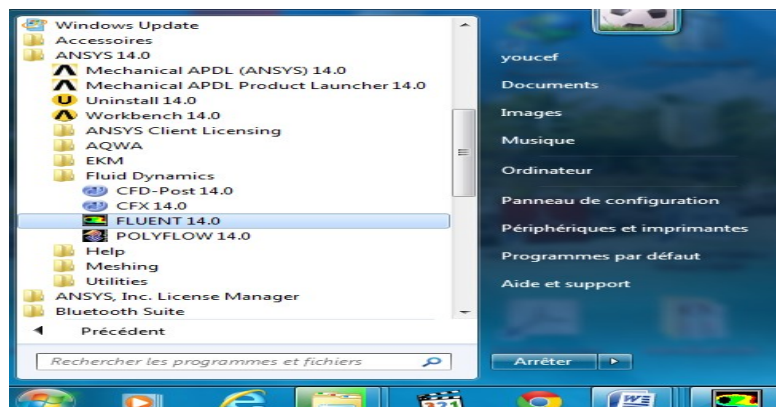 Windows Update
Accessoires
ANSYS 14.0
Mechanical APDL (ANSYS) 14.0
Mechanical APDL Product Launcher 14.0
Uninstall 14.0
Workbench 14.0
ANSYS Client Licensing
AQWA
EKM
Fluid Dynamics
CFD-Post 14.0
CFX 14.0
FLUENT 14.0
POLYFLOW 14.0
Help
Meshing
Utilities
ANSYS, Inc. License Manager
Bluetooth Suite
Précédent
Rechercher les programmes et fichiers
youcef
Documents
Images
Musique
Ordinateur
Panneau de configuration
Périphériques et imprimantes
Programmes par défaut
Aide et support
Arrêter
321
W